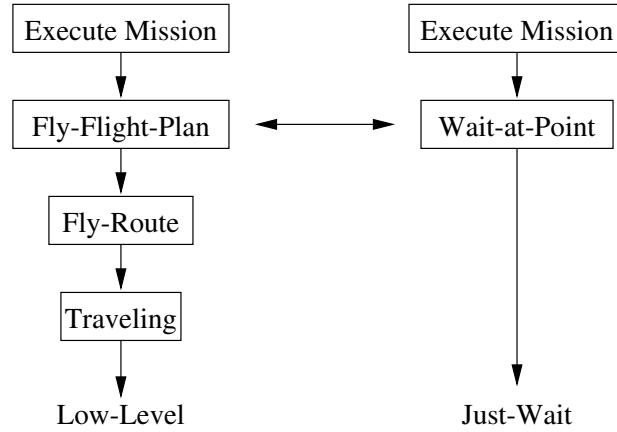 Execute Mission
Fly-Flight-Plan
Fly-Route
Traveling
Low-Level
Execute Mission
Wait-at-Point
Just-Wait